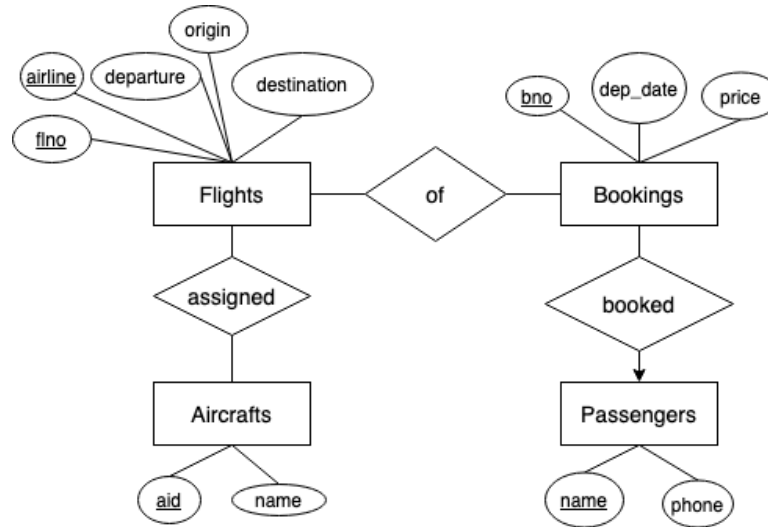 origin
airline
departure
destination
flno
bno
dep_date
price
Flights
of
Bookings
assigned
booked
Aircrafts
Passengers
aid
name
name
phone